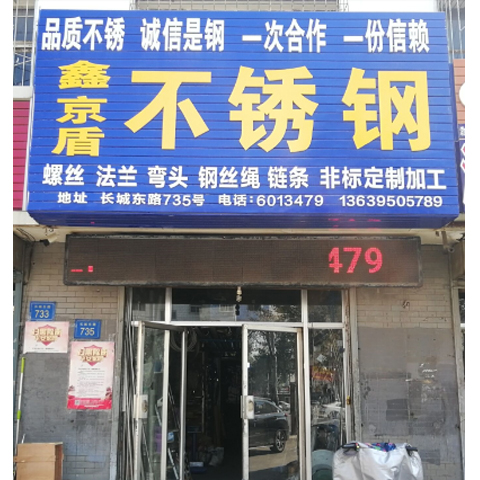 品质不锈 诚信是钢 一次合作 一份信赖
鑫京盾
不锈钢
螺丝 法兰 弯头 钢丝绳 链条 非标定制加工
地址 长城东路735号 电话:6013479 13639505789
479
733
735